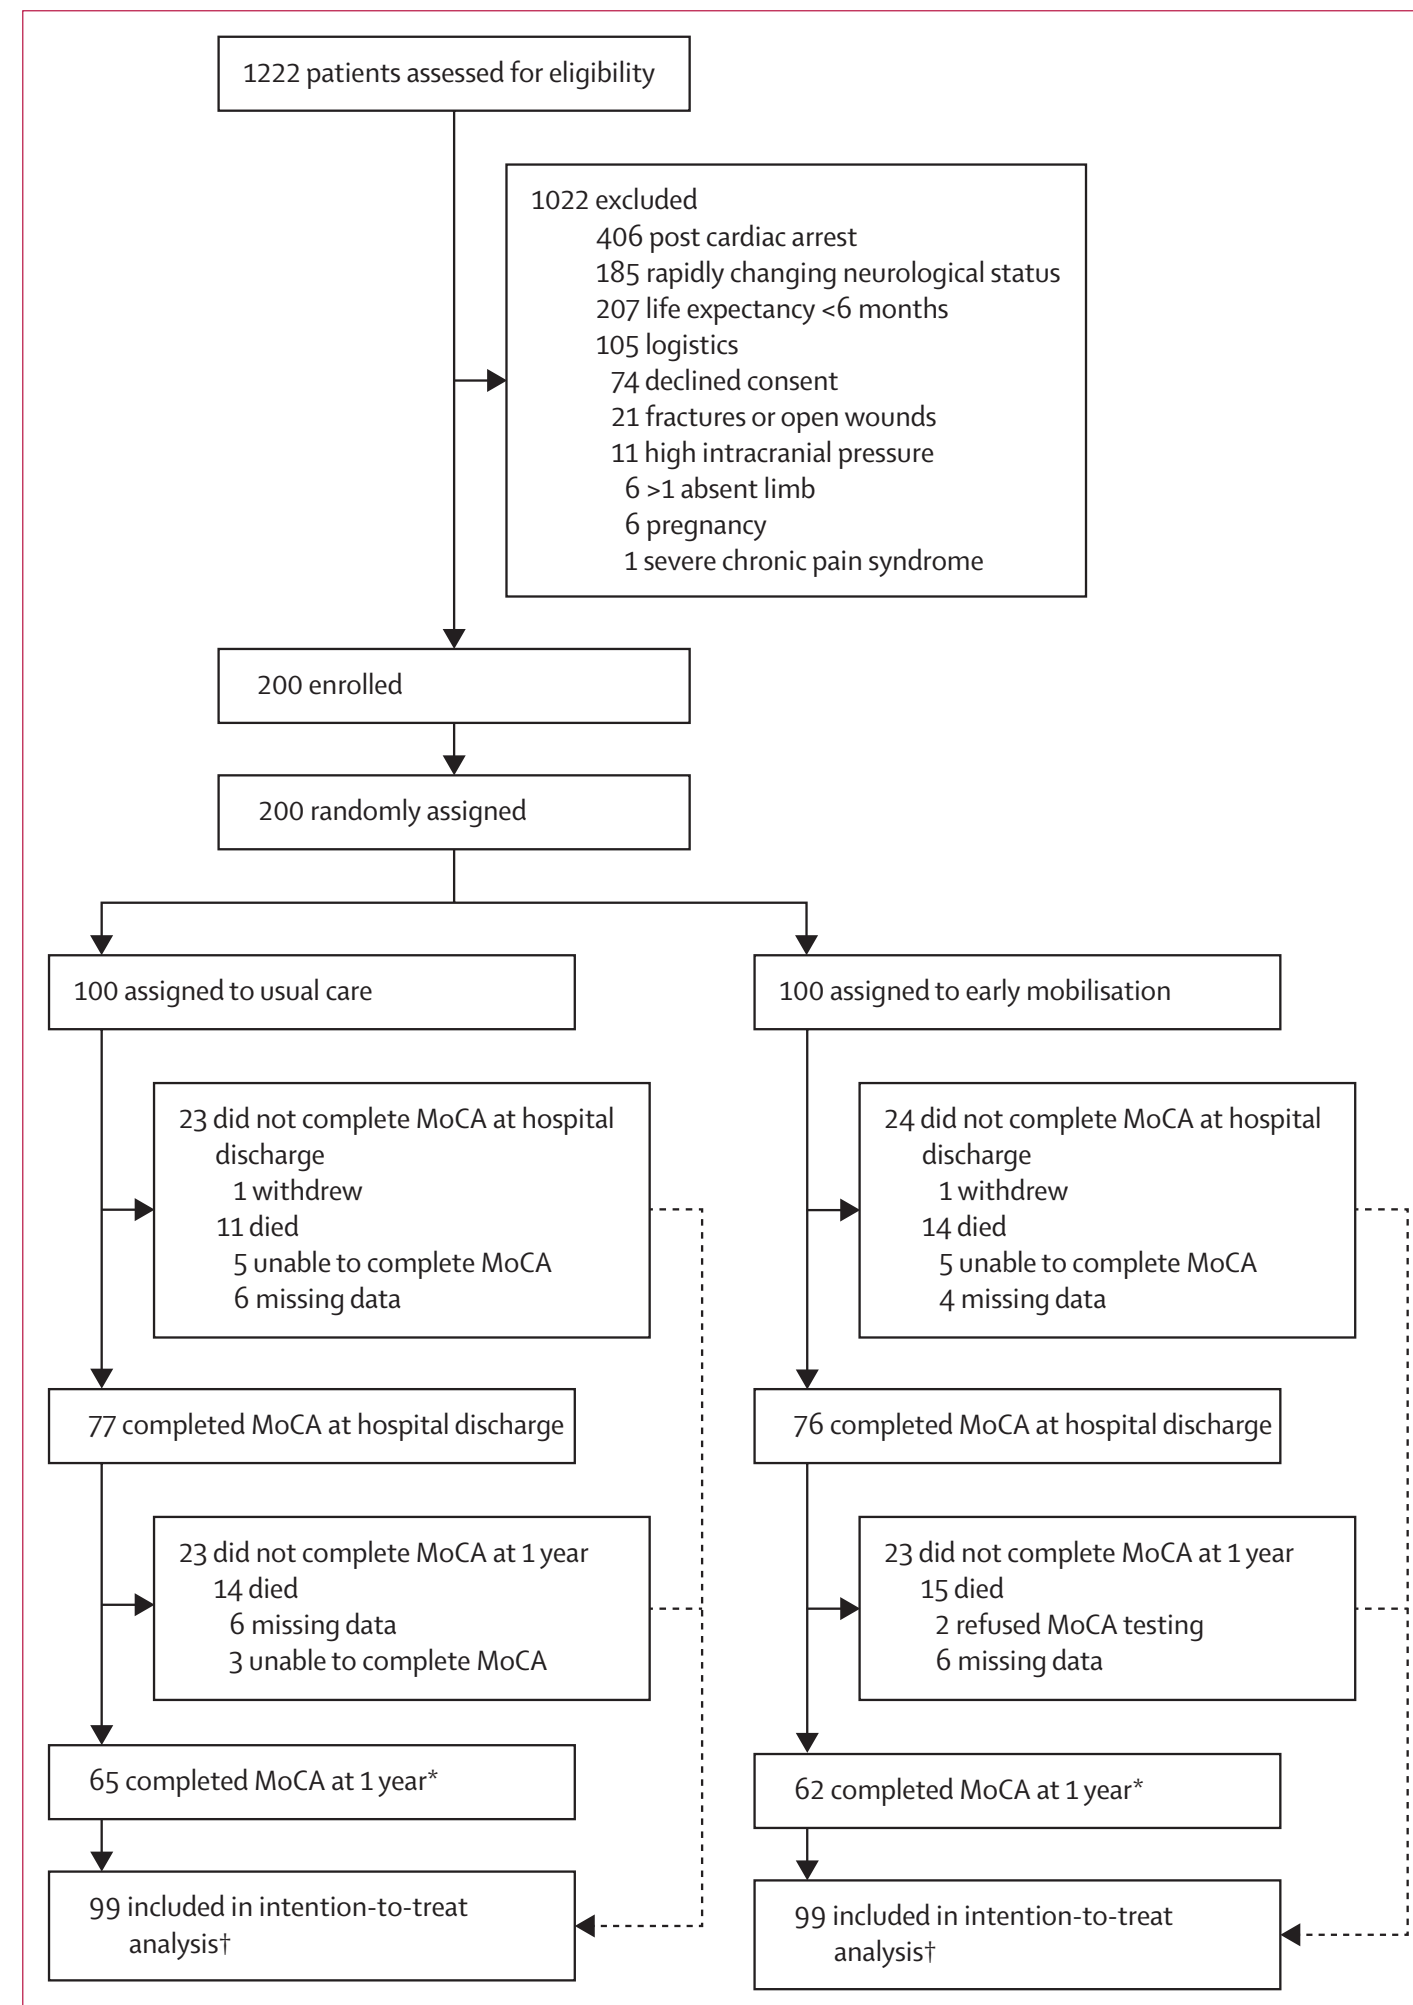 1222 patients assessed for eligibility
1022 excluded
406 post cardiac arrest
185 rapidly changing neurological status
207 life expectancy <6 months
105 logistics
74 declined consent
21 fractures or open wounds
11 high intracranial pressure
6 >1 absent limb
6 pregnancy
1 severe chronic pain syndrome
200 enrolled
200 randomly assigned
100 assigned to usual care
23 did not complete MoCA at hospital
discharge
1 withdrew
11 died
5 unable to complete MoCA
6 missing data
77 completed MoCA at hospital discharge
23 did not complete MoCA at 1 year
14 died
6 missing data
3 unable to complete MoCA
65 completed MoCA at 1 year*
99 included in intention-to-treat
analysis†
100 assigned to early mobilisation
24 did not complete MoCA at hospital
discharge
1 withdrew
14 died
5 unable to complete MoCA
4 missing data
76 completed MoCA at hospital discharge
23 did not complete MoCA at 1 year
15 died
2 refused MoCA testing
6 missing data
62 completed MoCA at 1 year*
99 included in intention-to-treat
analysis†